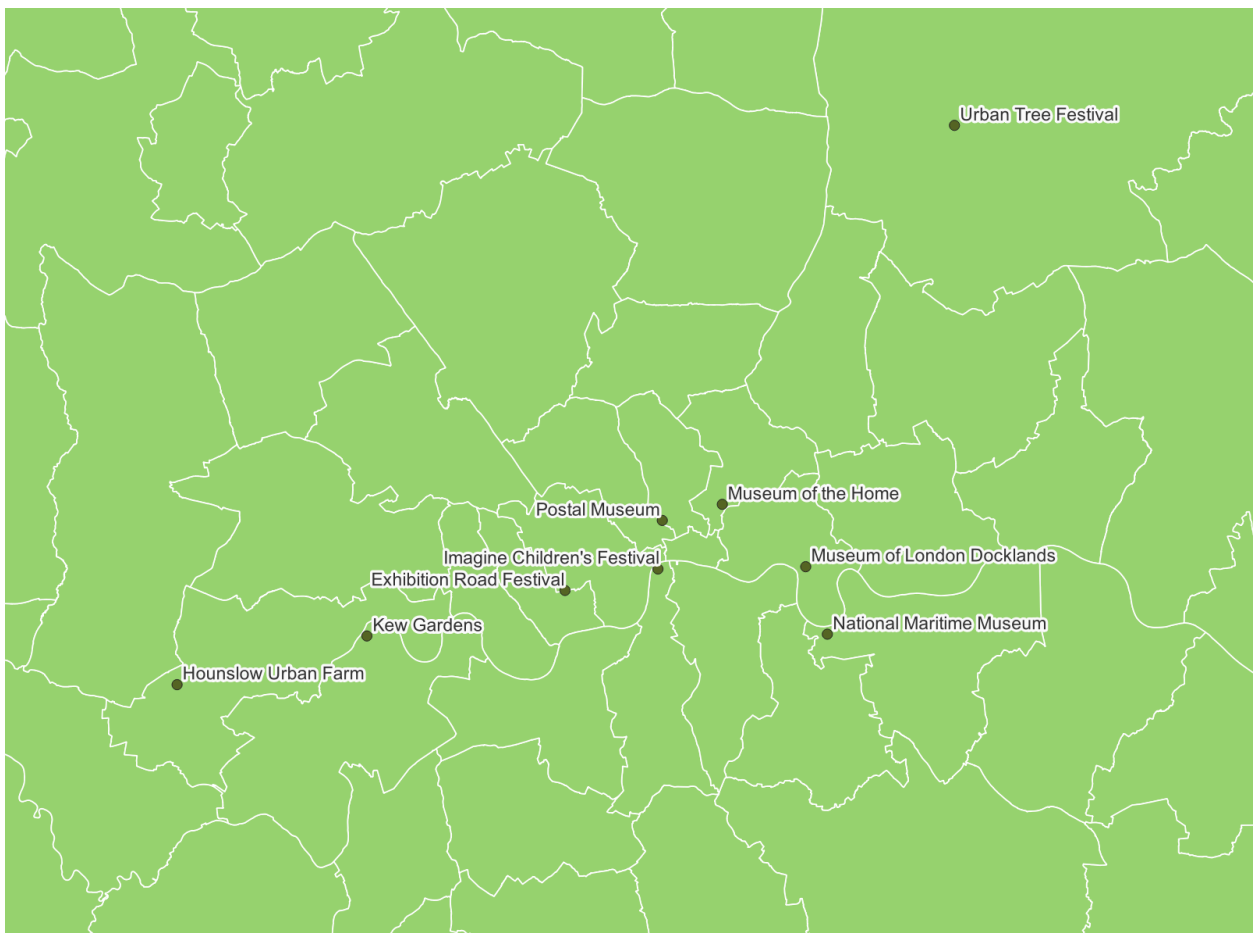 Urban Tree Festival
Museum of the Home
Postal Museum
Imagine Children's Festival
Museum of London Docklands
Exhibition Road Festival
Kew Gardens
National Maritime Museum
Hounslow Urban Farm